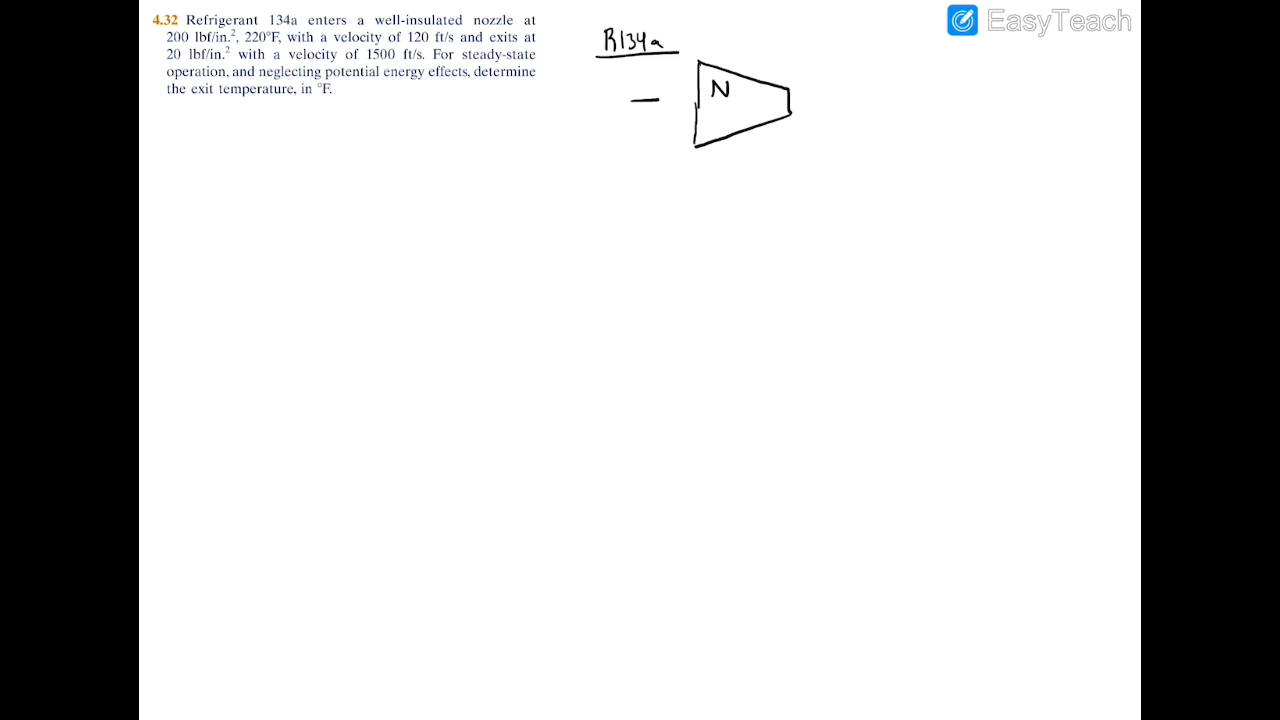 4.32 Refrigerant 134a enters a well-insulated nozzle at
200 lbf/in.², 220°F, with a velocity of 120 ft/s and exits at
20 lbf/in.² with a velocity of 1500 ft/s. For steady-state
operation, and neglecting potential energy effects, determine
the exit temperature, in °F.
R134a
N
EasyTeach